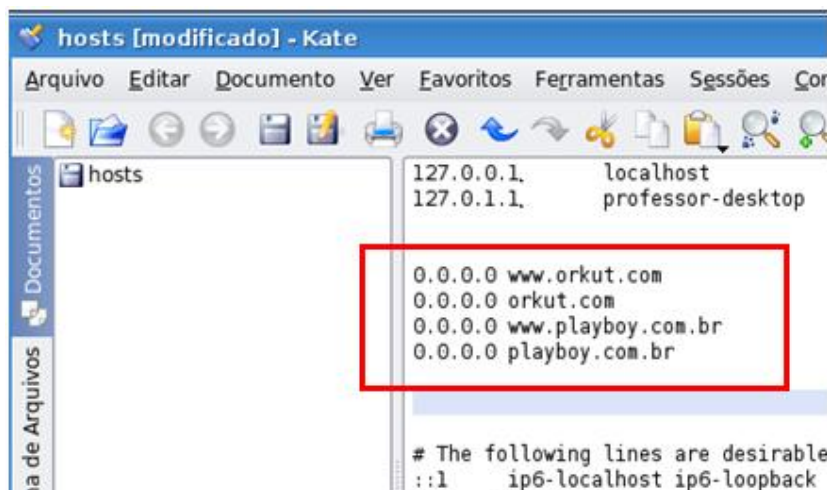 hosts [modificado] - Kate
Arquivo Editar Documento Ver Favoritos Ferramentas Sessões
Documentos
hosts
127.0.0.1 localhost
127.0.1.1 professor-desktop
0.0.0.0 www.orkut.com
0.0.0.0 orkut.com
0.0.0.0 www.playboy.com.br
0.0.0.0 playboy.com.br
de Arquivos
# The following lines are desirable
::1 ip6-localhost ip6-loopback